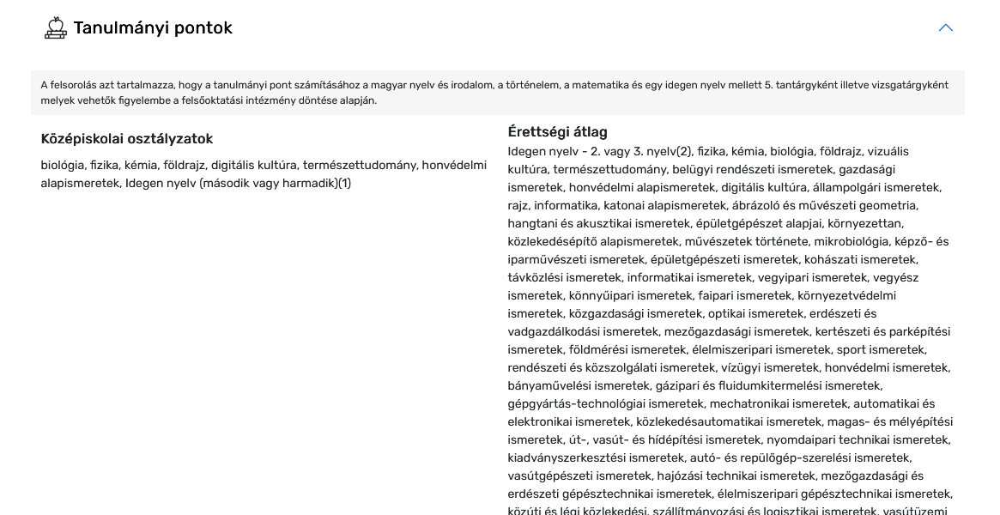 Tanulmányi pontok
A felsorolás azt tartalmazza, hogy a tanulmányi pont számításához a magyar nyelv és irodalom, a történelem, a matematika és egy idegen nyelv mellett 5. tantárgyként illetve vizsgatárgyként
melyek vehetők figyelembe a felsőoktatási intézmény döntése alapján.
Középiskolai osztályzatok
biológia, fizika, kémia, földrajz, digitális kultúra, természettudomány, honvédelmi
alapismeretek, Idegen nyelv (második vagy harmadik)(1)
Érettségi átlag
Idegen nyelv - 2. vagy 3. nyelv(2), fizika, kémia, biológia, földrajz, vizuális
kultúra, természettudomány, belügyi rendészeti ismeretek, gazdasági
ismeretek, honvédelmi alapismeretek, digitális kultúra, állampolgári ismeretek,
rajz, informatika, katonai alapismeretek, ábrázoló és művészeti geometria,
hangtani és akusztikai ismeretek, épületgépészet alapjai, környezettan,
közlekedésépítő alapismeretek, művészetek története, mikrobiológia, képző- és
iparművészeti ismeretek, épületgépészeti ismeretek, kohászati ismeretek,
távközlési ismeretek, informatikai ismeretek, vegyipari ismeretek, vegyész
ismeretek, könnyűipari ismeretek, faipari ismeretek, környezetvédelmi
ismeretek, közgazdasági ismeretek, optikai ismeretek, erdészeti és
vadgazdálkodási ismeretek, mezőgazdasági ismeretek, kertészeti és parképítési
ismeretek, földmérési ismeretek, élelmiszeripari ismeretek, sport ismeretek,
rendészeti és közszolgálati ismeretek, vízügyi ismeretek, honvédelmi ismeretek,
bányaművelési ismeretek, gázipari és fluidumkitermelési ismeretek,
gépgyártás-technológiai ismeretek, mechatronikai ismeretek, automatikai és
elektronikai ismeretek, közlekedésautomatikai ismeretek, magas- és mélyépítési
ismeretek, út-, vasút- és hídépítési ismeretek, nyomdaipari technikai ismeretek,
kiadványszerkesztési ismeretek, autó- és repülőgép-szerelési ismeretek,
vasútgépészeti ismeretek, hajózási technikai ismeretek, mezőgazdasági és
erdészeti gépésztechnikai ismeretek, élelmiszeripari gépésztechnikai ismeretek,
közúti és légi közlekedési, szállítmányozási és logisztikai ismeretek, vasútüzemi